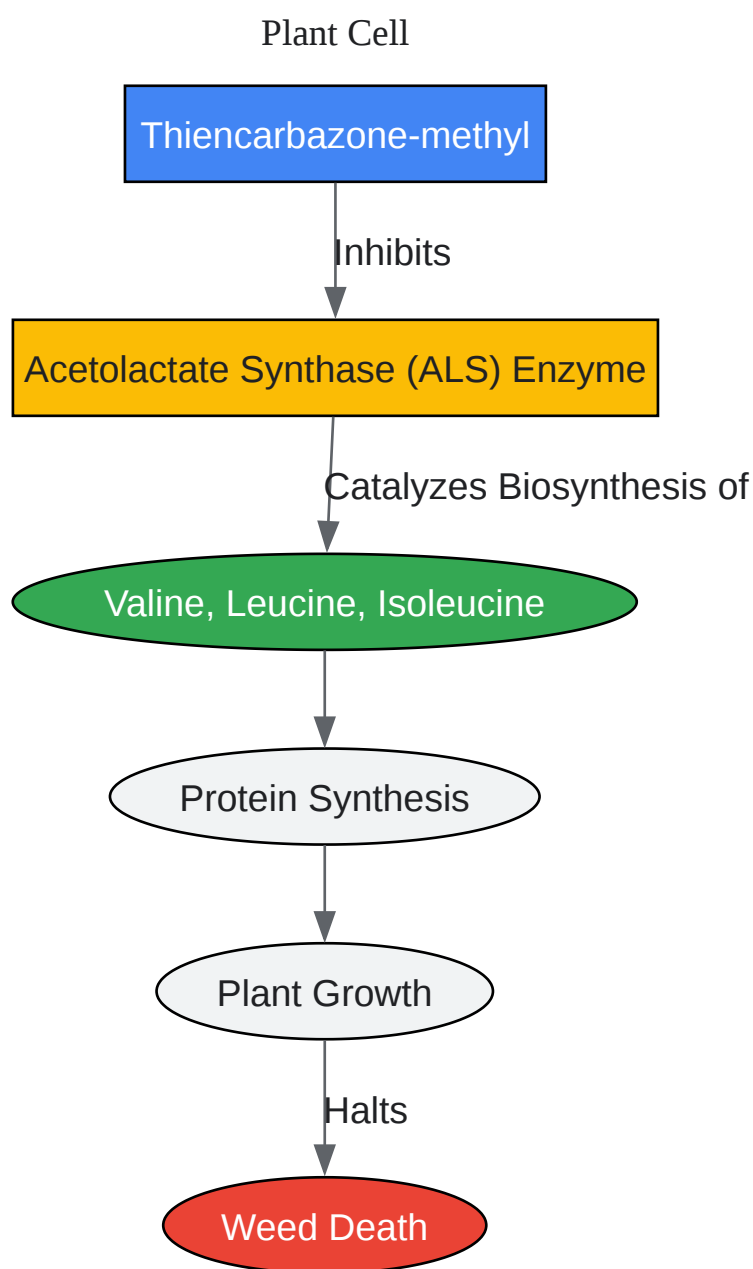 Plant Cell
Thiencarbazone-methyl
Inhibits
Acetolactate Synthase (ALS) Enzyme
Catalyzes Biosynthesis of
Valine, Leucine, Isoleucine
Protein Synthesis
Plant Growth
Halts
Weed Death